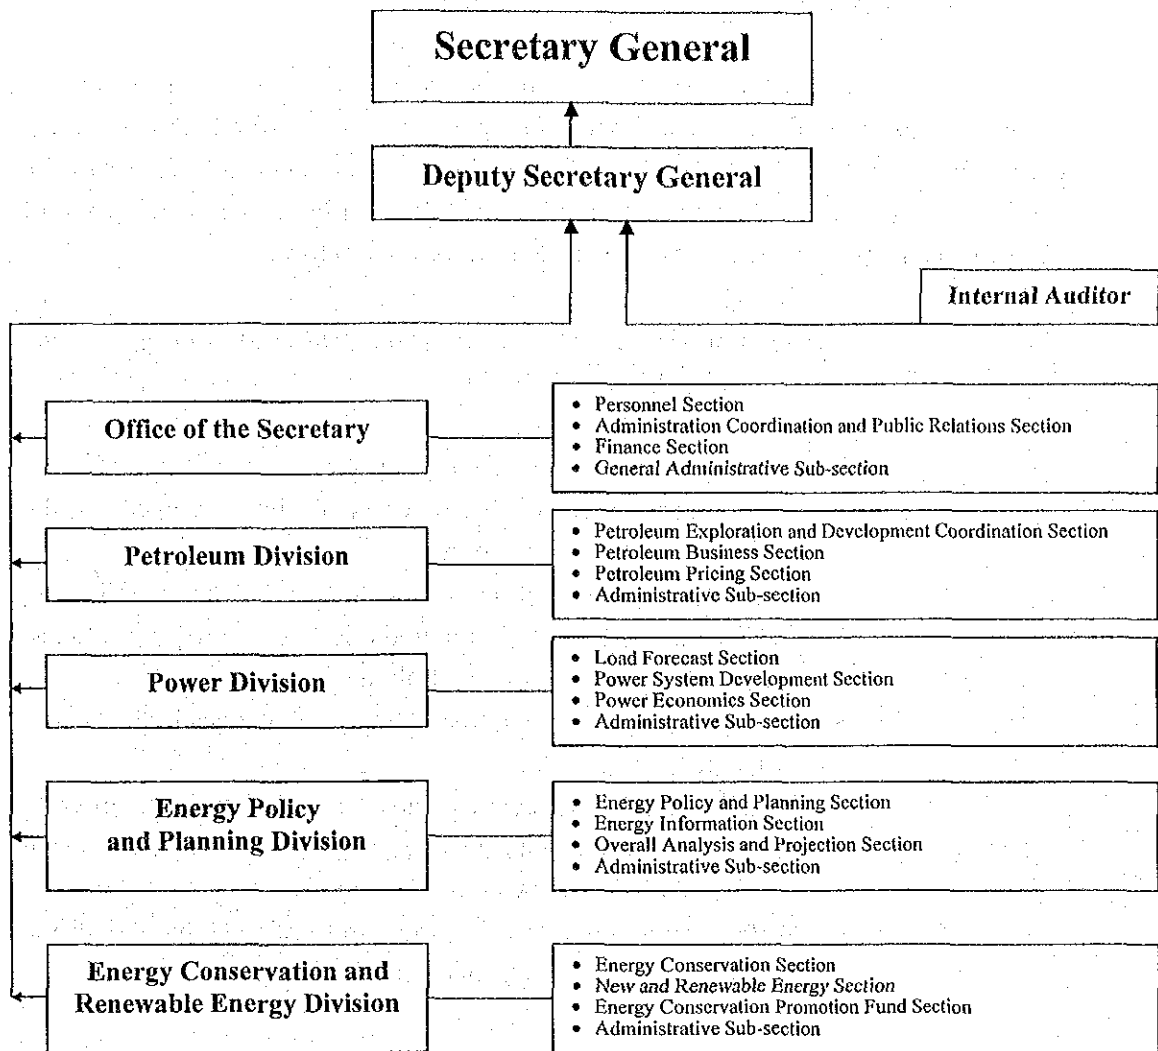 Secretary General
Deputy Secretary General
Internal Auditor
Office of the Secretary
• Personnel Section
• Administration Coordination and Public Relations Section
• Finance Section
• General Administrative Sub-section
Petroleum Division
• Petroleum Exploration and Development Coordination Section
• Petroleum Business Section
• Petroleum Pricing Section
• Administrative Sub-section
Power Division
• Load Forecast Section
• Power System Development Section
• Power Economics Section
• Administrative Sub-section
Energy Policy
and Planning Division
• Energy Policy and Planning Section
• Energy Information Section
• Overall Analysis and Projection Section
• Administrative Sub-section
Energy Conservation and
Renewable Energy Division
• Energy Conservation Section
• New and Renewable Energy Section
• Energy Conservation Promotion Fund Section
• Administrative Sub-section